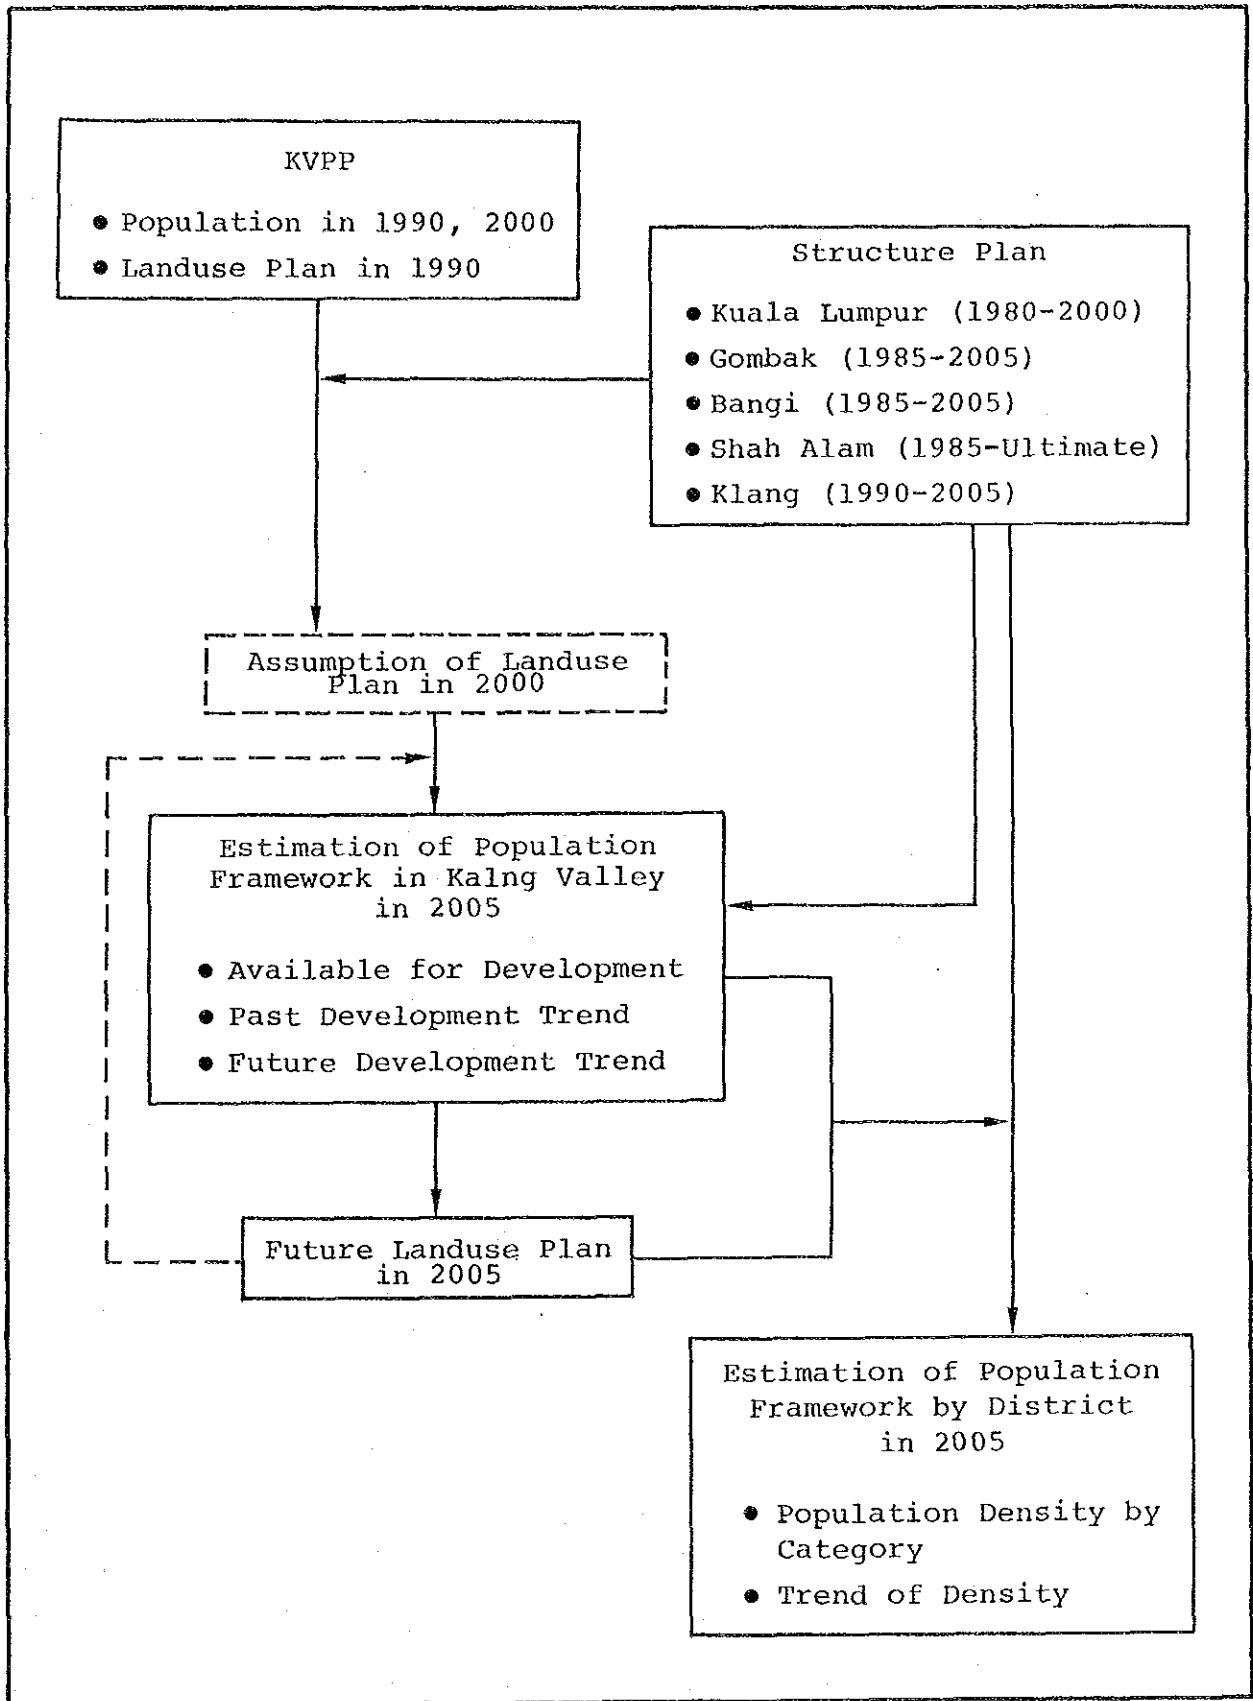 KVPP
● Population in 1990, 2000
● Landuse Plan in 1990
Structure Plan
● Kuala Lumpur (1980-2000)
● Gombak (1985-2005)
● Bangi (1985-2005)
● Shah Alam (1985-Ultimate)
● Klang (1990-2005)
Assumption of Landuse
Plan in 2000
Estimation of Population
Framework in Kalng Valley
in 2005
● Available for Development
● Past Development Trend
● Future Development Trend
Future Landuse Plan
in 2005
Estimation of Population
Framework by District
in 2005
● Population Density by
Category
● Trend of Density